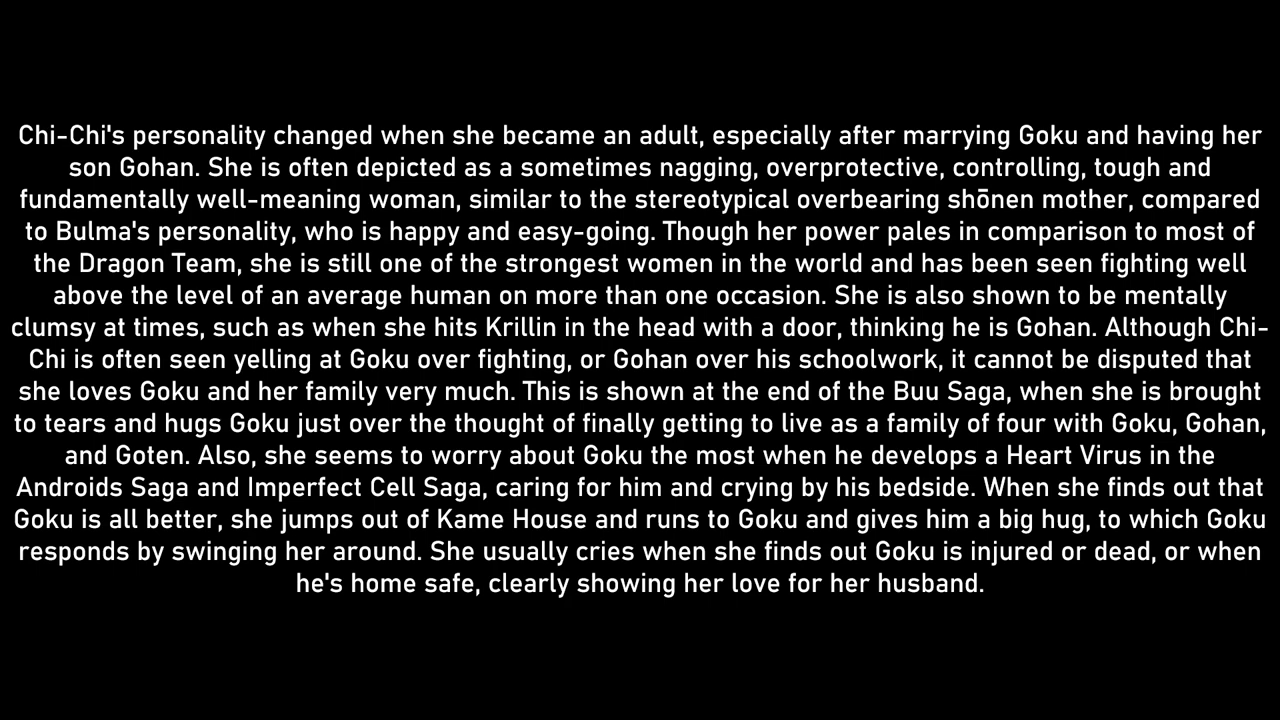 Chi-Chi's personality changed when she became an adult, especially after marrying Goku and having her
son Gohan. She is often depicted as a sometimes nagging, overprotective, controlling, tough and
fundamentally well-meaning woman, similar to the stereotypical overbearing shōnen mother, compared
to Bulma's personality, who is happy and easy-going. Though her power pales in comparison to most of
the Dragon Team, she is still one of the strongest women in the world and has been seen fighting well
above the level of an average human on more than one occasion. She is also shown to be mentally
clumsy at times, such as when she hits Krillin in the head with a door, thinking he is Gohan. Although Chi-
Chi is often seen yelling at Goku over fighting, or Gohan over his schoolwork, it cannot be disputed that
she loves Goku and her family very much. This is shown at the end of the Buu Saga, when she is brought
to tears and hugs Goku just over the thought of finally getting to live as a family of four with Goku, Gohan,
and Goten. Also, she seems to worry about Goku the most when he develops a Heart Virus in the
Androids Saga and Imperfect Cell Saga, caring for him and crying by his bedside. When she finds out that
Goku is all better, she jumps out of Kame House and runs to Goku and gives him a big hug, to which Goku
responds by swinging her around. She usually cries when she finds out Goku is injured or dead, or when
he's home safe, clearly showing her love for her husband.